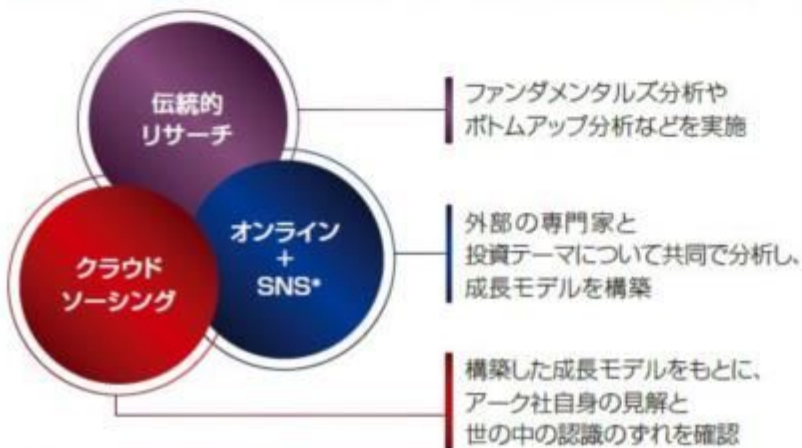 伝統的
リサーチ
ファンダメンタルズ分析や
ボトムアップ分析などを実施
オンライン
+
SNS*
外部の専門家と
投資テーマについて共同で分析し、
成長モデルを構築
クラウド
ソーシング
構築した成長モデルをもとに、
アーク社自身の見解と
世の中の認識のずれを確認